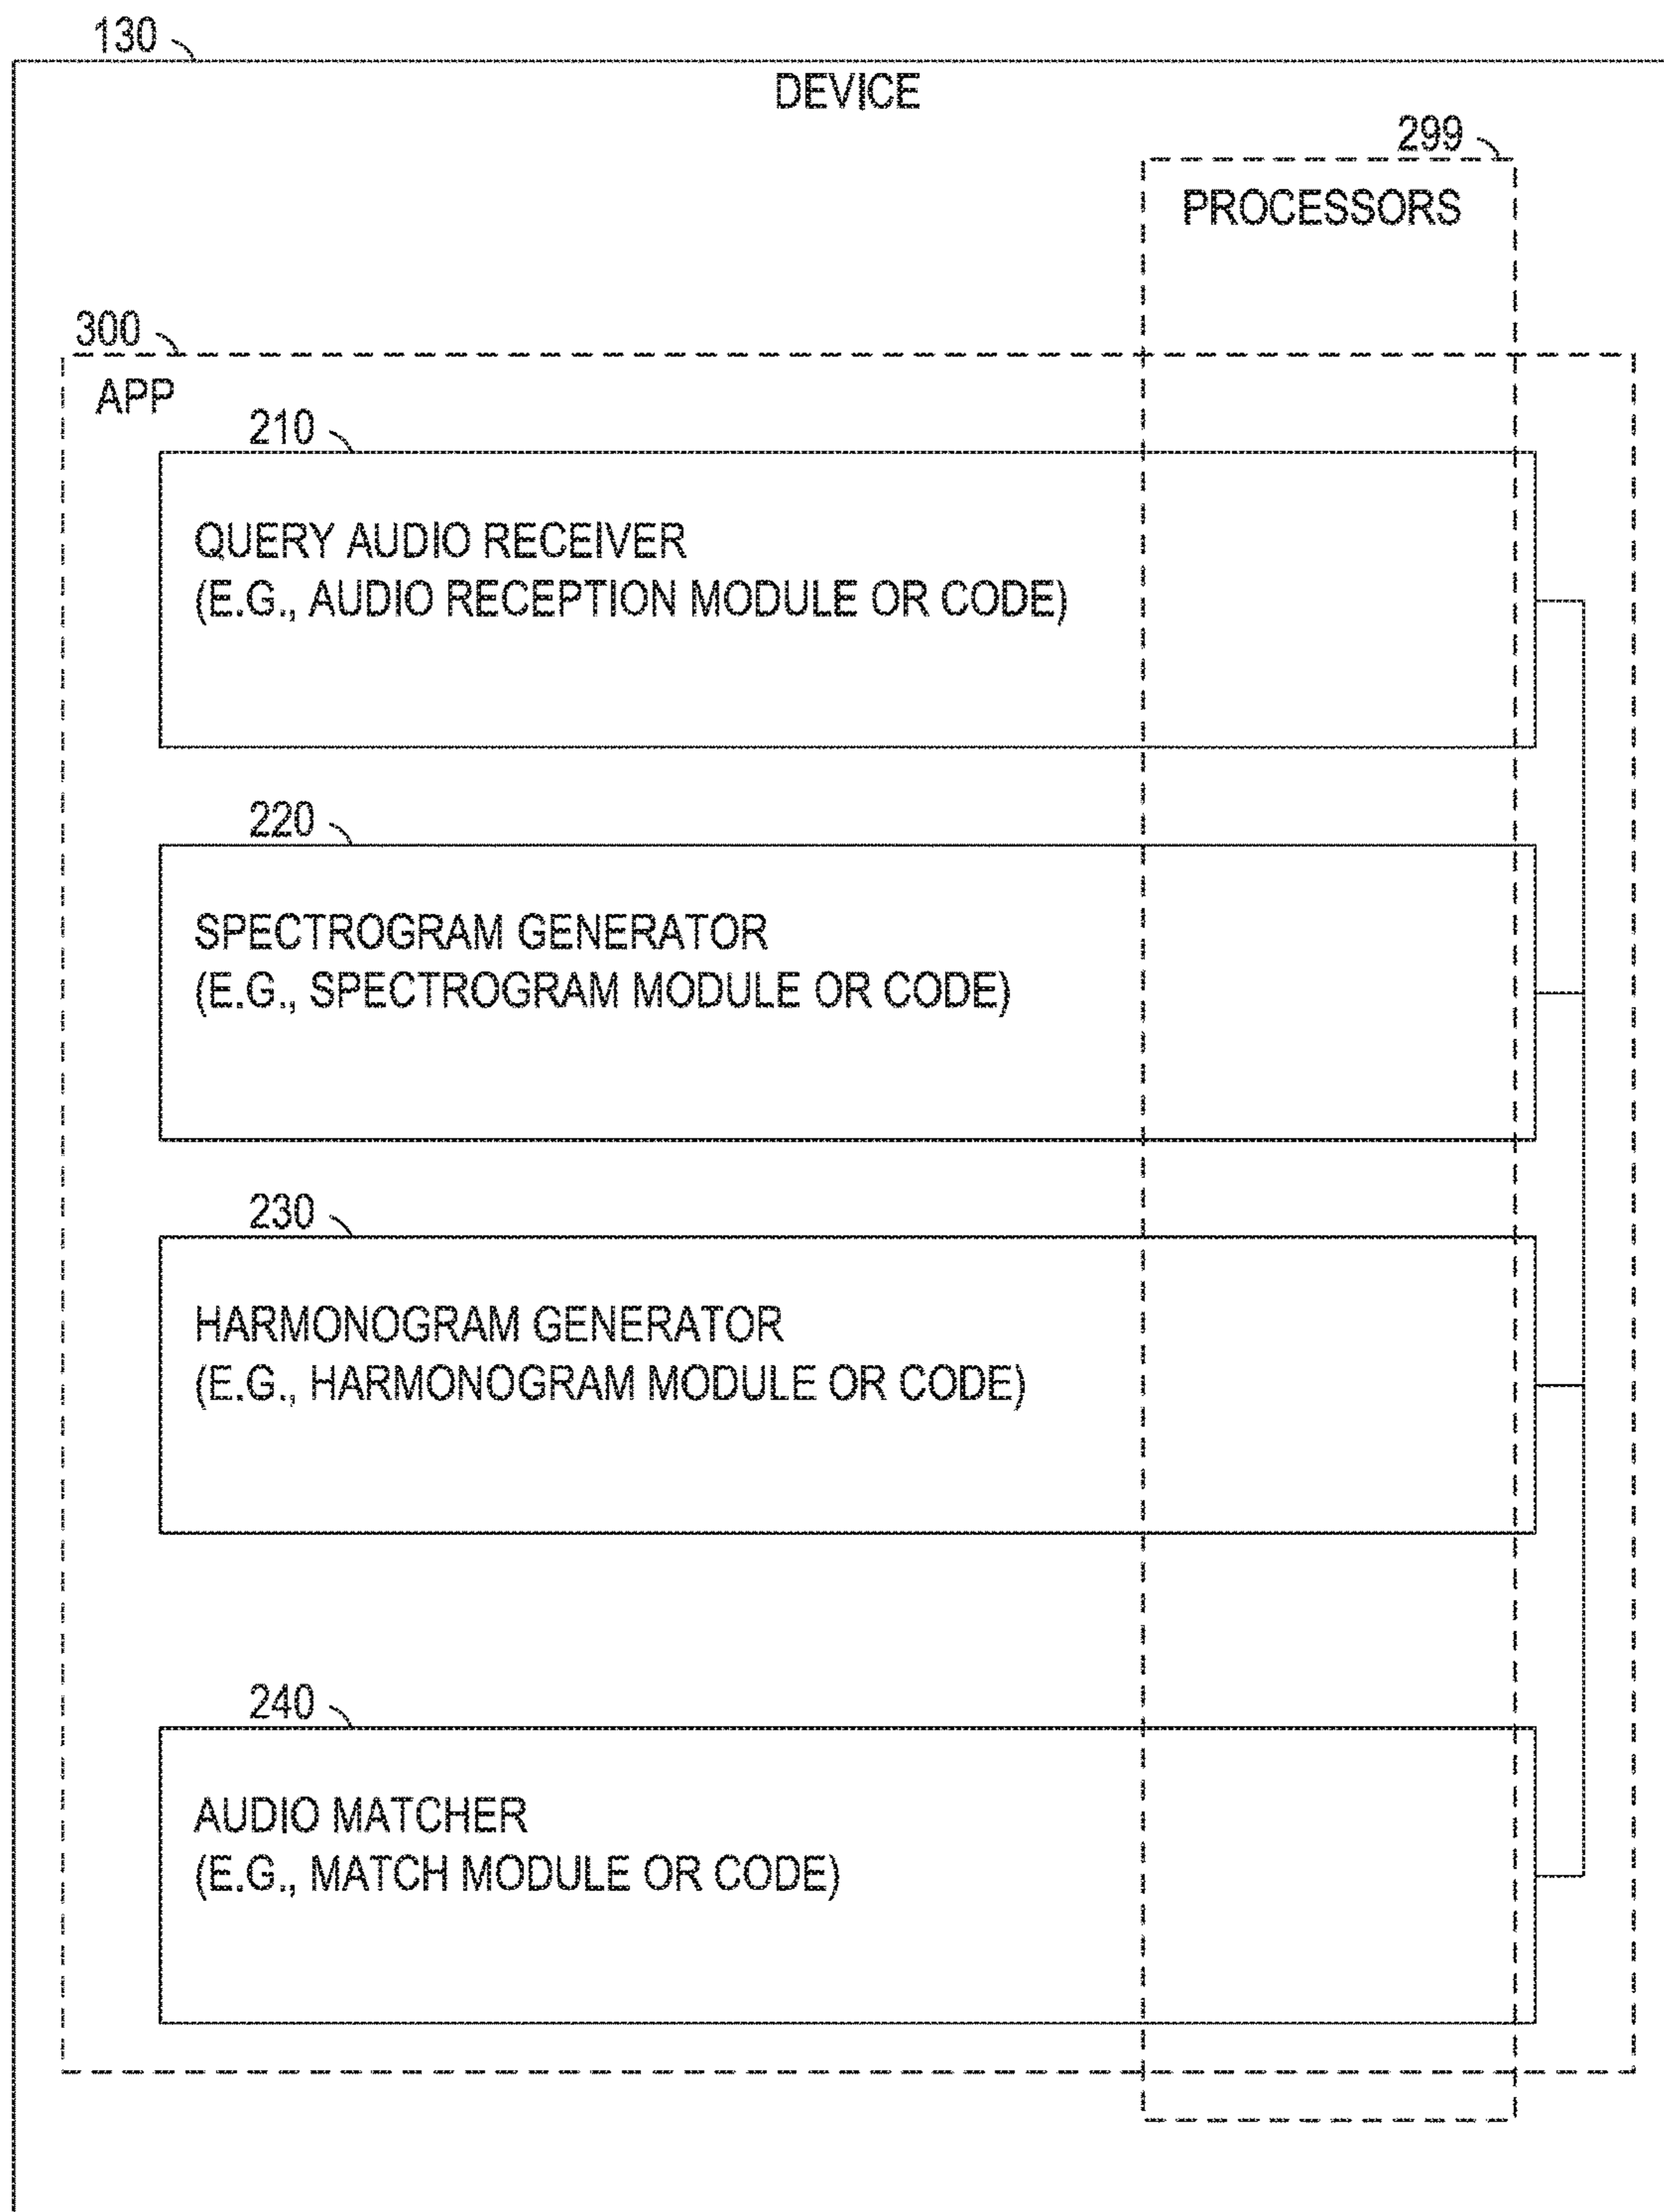 130
DEVICE
299
PROCESSORS
300
APP
210
QUERY AUDIO RECEIVER
(E.G., AUDIO RECEPTION MODULE OR CODE)
220
SPECTROGRAM GENERATOR
(E.G., SPECTROGRAM MODULE OR CODE)
230
HARMONOGRAM GENERATOR
(E.G., HARMONOGRAM MODULE OR CODE)
240
AUDIO MATCHER
(E.G., MATCH MODULE OR CODE)